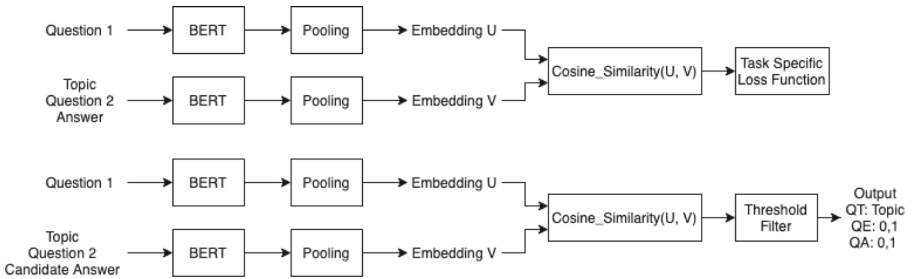 Question 1
BERT
Pooling
Embedding U
Topic
Question 2
Answer
BERT
Pooling
Embedding V
Cosine_Similarity(U, V)
Task Specific
Loss Function
Question 1
BERT
Pooling
Embedding U
Topic
Question 2
Candidate Answer
BERT
Pooling
Embedding V
Cosine_Similarity(U, V)
Threshold
Filter
Output
QT: Topic
QE: 0,1
QA: 0,1